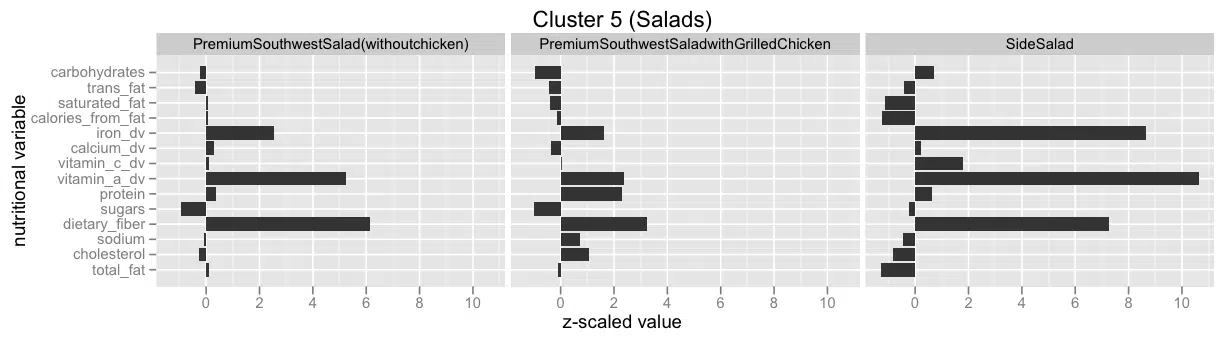 Cluster 5 (Salads)
PremiumSouthwestSalad(withoutchicken)
PremiumSouthwestSaladwithGrilledChicken
SideSalad
nutritional variable
carbohydrates
trans_fat
saturated_fat
calories_from_fat
iron_dv
calcium_dv
vitamin_c_dv
vitamin_a_dv
protein
sugars
dietary_fiber
sodium
cholesterol
total_fat
0 2 4 6 8 10
0 2 4 6 8 10
0 2 4 6 8 10
z-scaled value